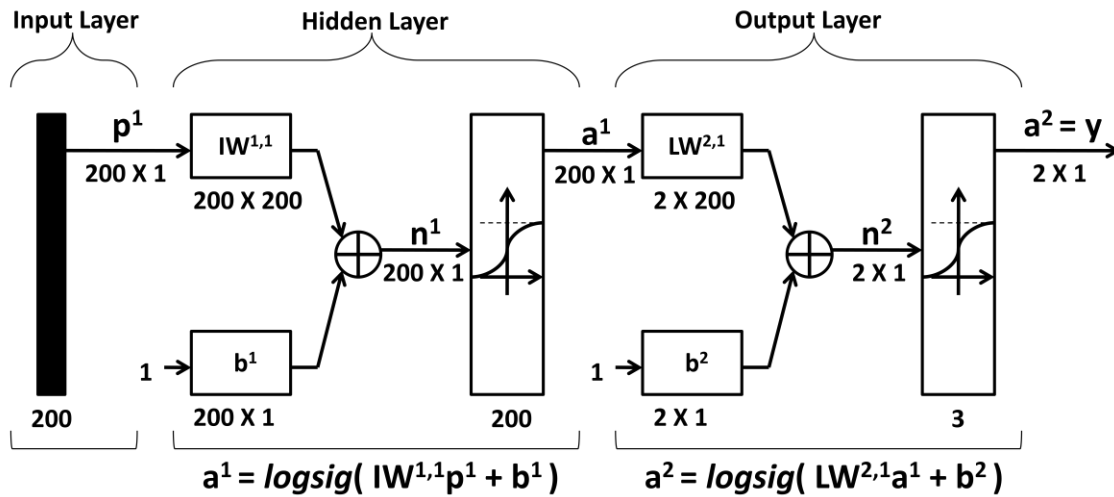 Input Layer
Hidden Layer
Output Layer
p¹
200 X 1
IW¹,¹
200 X 200
n¹
200 X 1
1
b¹
200 X 1
200
200
a¹
200 X 1
LW²,¹
2 X 200
n²
2 X 1
1
b²
2 X 1
3
a² = y
2 X 1
a¹ = logsig( IW¹,¹p¹ + b¹ )
a² = logsig( LW²,¹a¹ + b² )